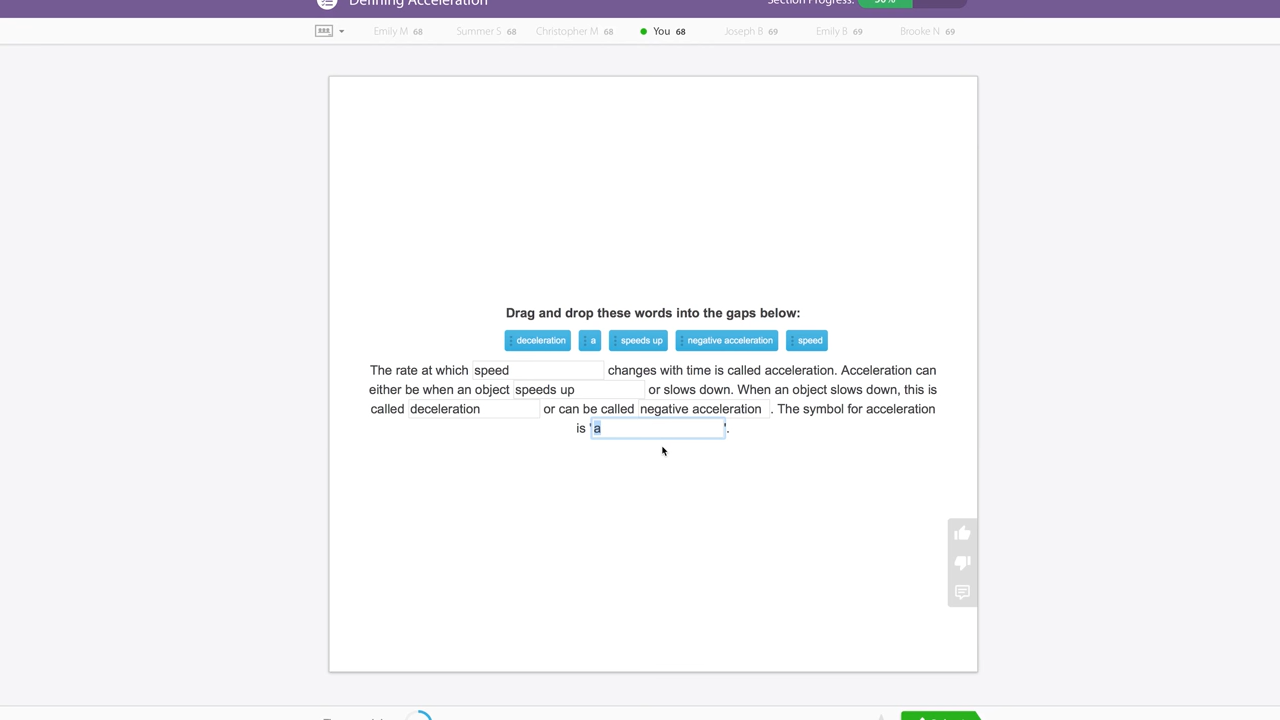 Defining Acceleration
Section Progress: 50%
Emily M 68 Summer S 68 Christopher M 68 You 68 Joseph B 69 Emily B 69 Brooke N 69
Drag and drop these words into the gaps below:
deceleration a speeds up negative acceleration speed
The rate at which speed changes with time is called acceleration. Acceleration can
either be when an object speeds up or slows down. When an object slows down, this is
called deceleration or can be called negative acceleration . The symbol for acceleration
is 'a'.